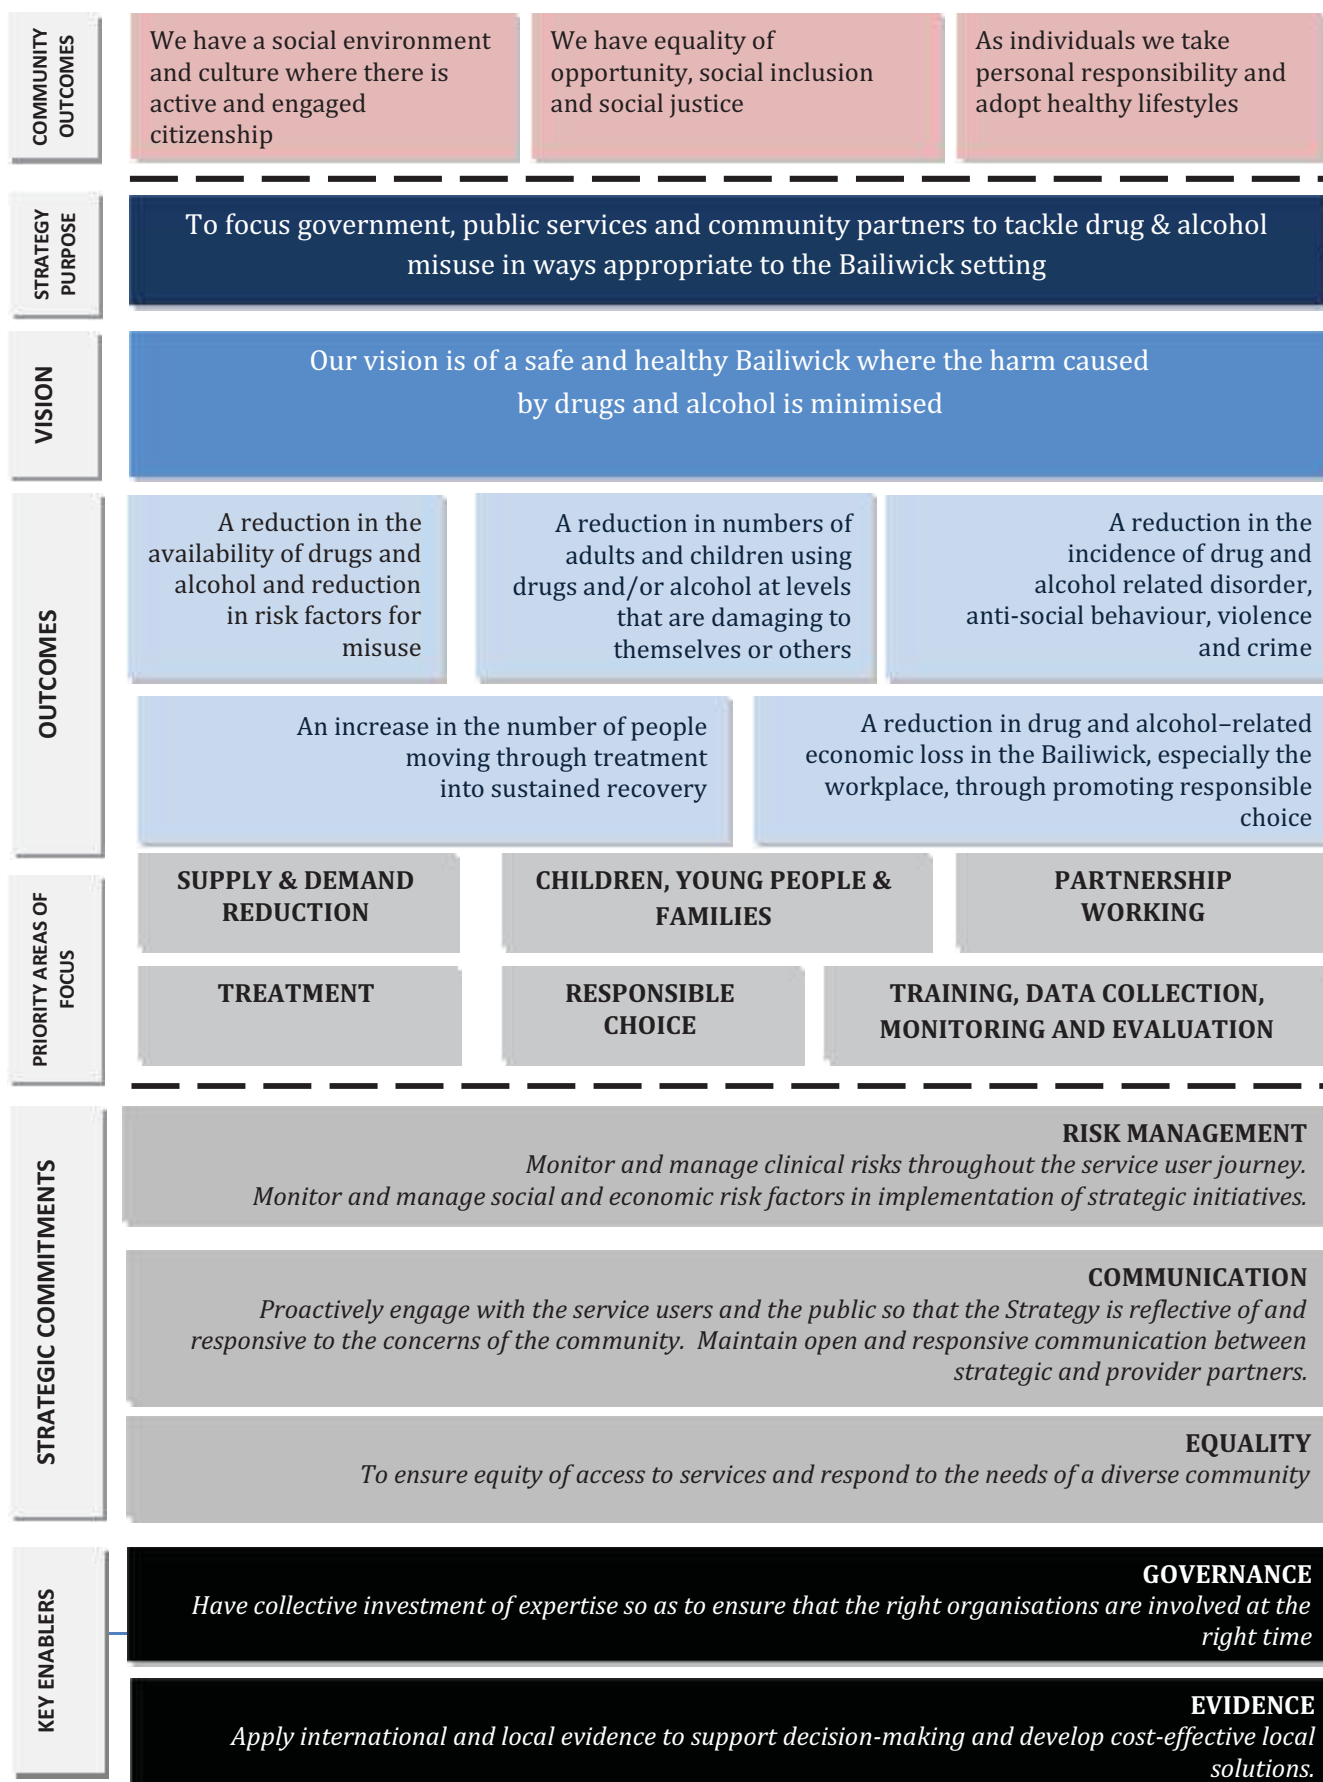 COMMUNITY
OUTCOMES
We have a social environment
and culture where there is
active and engaged
citizenship
We have equality of
opportunity, social inclusion
and social justice
As individuals we take
personal responsibility and
adopt healthy lifestyles
STRATEGY
PURPOSE
To focus government, public services and community partners to tackle drug & alcohol
misuse in ways appropriate to the Bailiwick setting
VISION
Our vision is of a safe and healthy Bailiwick where the harm caused
by drugs and alcohol is minimised
OUTCOMES
A reduction in the
availability of drugs and
alcohol and reduction
in risk factors for
misuse
A reduction in numbers of
adults and children using
drugs and/or alcohol at levels
that are damaging to
themselves or others
A reduction in the
incidence of drug and
alcohol related disorder,
anti-social behaviour, violence
and crime
An increase in the number of people
moving through treatment
into sustained recovery
A reduction in drug and alcohol–related
economic loss in the Bailiwick, especially the
workplace, through promoting responsible
choice
PRIORITY AREAS OF
FOCUS
SUPPLY & DEMAND
REDUCTION
CHILDREN, YOUNG PEOPLE &
FAMILIES
PARTNERSHIP
WORKING
TREATMENT
RESPONSIBLE
CHOICE
TRAINING, DATA COLLECTION,
MONITORING AND EVALUATION
STRATEGIC COMMITMENTS
RISK MANAGEMENT
Monitor and manage clinical risks throughout the service user journey.
Monitor and manage social and economic risk factors in implementation of strategic initiatives.
COMMUNICATION
Proactively engage with the service users and the public so that the Strategy is reflective of and
responsive to the concerns of the community. Maintain open and responsive communication between
strategic and provider partners.
EQUALITY
To ensure equity of access to services and respond to the needs of a diverse community
KEY ENABLERS
GOVERNANCE
Have collective investment of expertise so as to ensure that the right organisations are involved at the
right time
EVIDENCE
Apply international and local evidence to support decision-making and develop cost-effective local
solutions.